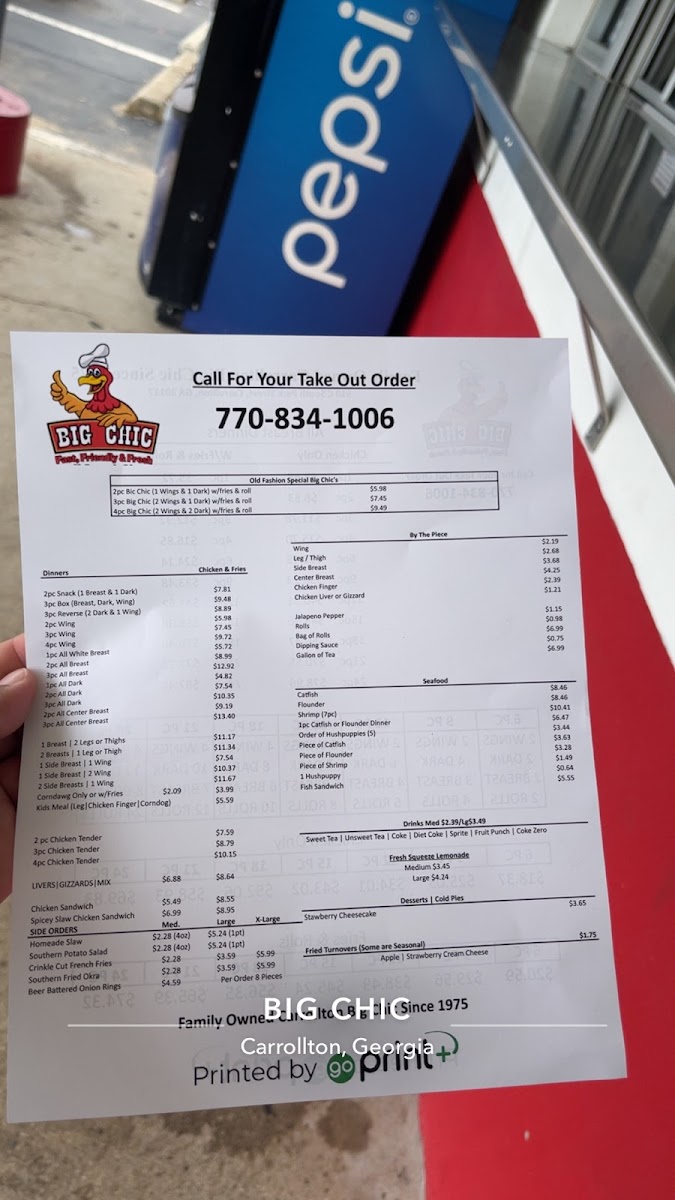 pepsi
BIG CHIC
Fast, Friendly & Fresh
Call For Your Take Out Order
770-834-1006
Old Fashion Special Big Chic's
2pc Bic Chic (1 Wings & 1 Dark) w/fries & roll $5.98
3pc Big Chic (2 Wings & 1 Dark) w/fries & roll $7.45
4pc Big Chic (2 Wings & 2 Dark) w/fries & roll $9.49
Dinners Chicken & Fries
2pc Snack (1 Breast & 1 Dark) $7.81
3pc Box (Breast, Dark, Wing) $9.48
3pc Reverse (2 Dark & 1 Wing) $8.89
2pc Wing $5.98
3pc Wing $7.45
4pc Wing $9.72
1pc All White Breast $5.72
2pc All Breast $8.99
3pc All Breast $12.92
1pc All Dark $4.82
2pc All Dark $7.54
3pc All Dark $10.35
2pc All Center Breast $9.19
3pc All Center Breast $13.40
1 Breast | 2 Legs or Thighs $11.17
2 Breasts | 1 Leg or Thigh $11.34
1 Side Breast | 1 Wing $7.54
1 Side Breast | 2 Wing $10.37
2 Side Breasts | 1 Wing $11.67
Corndawg Only or w/Fries $2.09 $3.99
Kids Meal (Leg|Chicken Finger|Corndog) $5.59
2 pc Chicken Tender $7.59
3pc Chicken Tender $8.79
4pc Chicken Tender $10.15
LIVERS|GIZZARDS|MIX $6.88 $8.64
Chicken Sandwich $5.49 $8.55
Spicey Slaw Chicken Sandwich $6.99 $8.95
SIDE ORDERS Med. Large X-Large
Homeade Slaw $2.28 (4oz) $5.24 (1pt)
Southern Potato Salad $2.28 (4oz) $5.24 (1pt)
Crinkle Cut French Fries $2.28 $3.59 $5.99
Southern Fried Okra $2.28 $3.59 $5.99
Beer Battered Onion Rings $4.59 Per Order 8 Pieces
By The Piece
Wing $2.19
Leg / Thigh $2.68
Side Breast $3.68
Center Breast $4.25
Chicken Finger $2.39
Chicken Liver or Gizzard $1.21
Jalapeno Pepper $1.15
Rolls $0.98
Bag of Rolls $6.99
Dipping Sauce $0.75
Gallon of Tea $6.99
Seafood
Catfish $8.46
Flounder $8.46
Shrimp (7pc) $10.41
1pc Catfish or Flounder Dinner $6.47
Order of Hushpuppies (5) $3.44
Piece of Catfish $3.63
Piece of Flounder $3.28
Piece of Shrimp $1.49
1 Hushpuppy $0.64
Fish Sandwich $5.55
Drinks Med $2.39/Lg$3.49
Sweet Tea | Unsweet Tea | Coke | Diet Coke | Sprite | Fruit Punch | Coke Zero
Fresh Squeeze Lemonade
Medium $3.45
Large $4.24
Desserts | Cold Pies
Stawberry Cheesecake $3.65
Fried Turnovers (Some are Seasonal) $1.75
Apple | Strawberry Cream Cheese
Family Owned Carrollton Big Chic Since 1975
BIG CHIC
Carrollton, Georgia
Printed by go print+